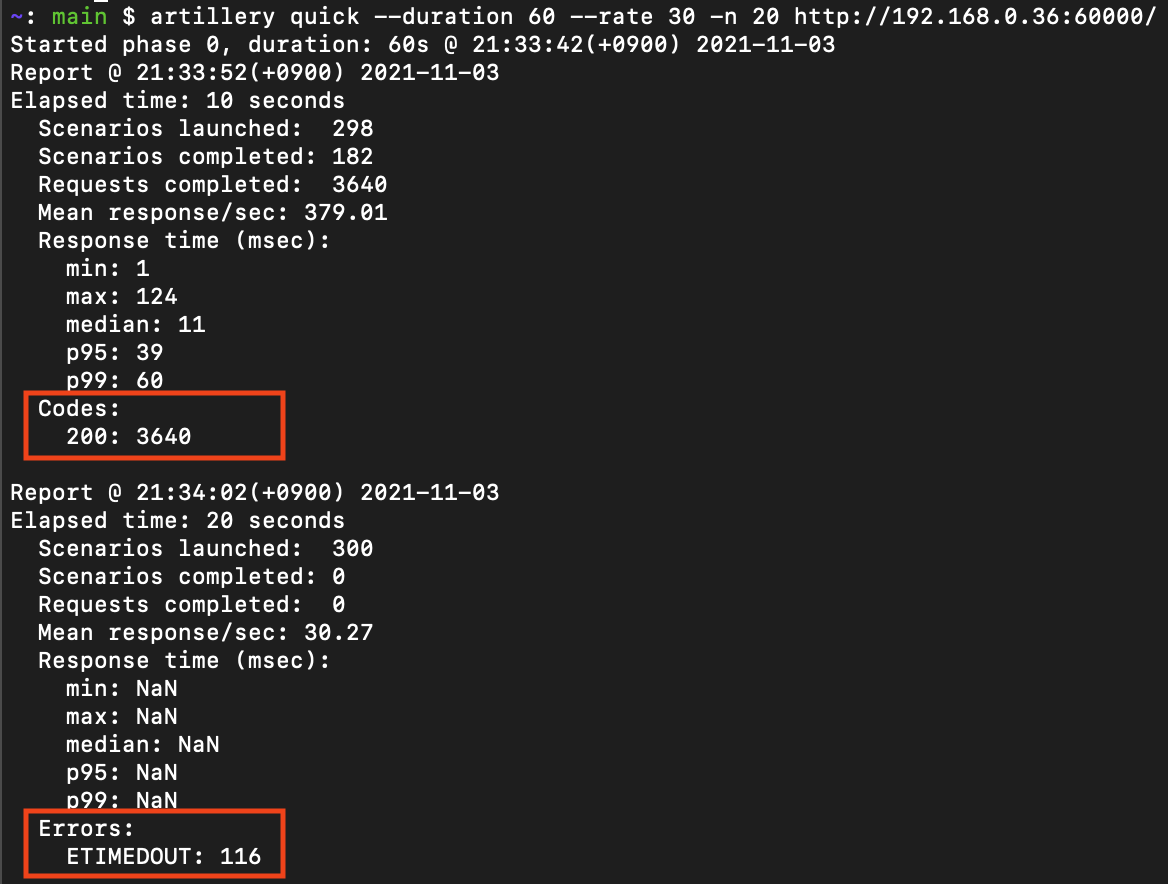 ~: main $ artillery quick --duration 60 --rate 30 -n 20 http://192.168.0.36:60000/
Started phase 0, duration: 60s @ 21:33:42(+0900) 2021-11-03
Report @ 21:33:52(+0900) 2021-11-03
Elapsed time: 10 seconds
  Scenarios launched:  298
  Scenarios completed: 182
  Requests completed:  3640
  Mean response/sec: 379.01
  Response time (msec):
    min: 1
    max: 124
    median: 11
    p95: 39
    p99: 60
  Codes:
    200: 3640
Report @ 21:34:02(+0900) 2021-11-03
Elapsed time: 20 seconds
  Scenarios launched:  300
  Scenarios completed: 0
  Requests completed:  0
  Mean response/sec: 30.27
  Response time (msec):
    min: NaN
    max: NaN
    median: NaN
    p95: NaN
    p99: NaN
  Errors:
    ETIMEDOUT: 116